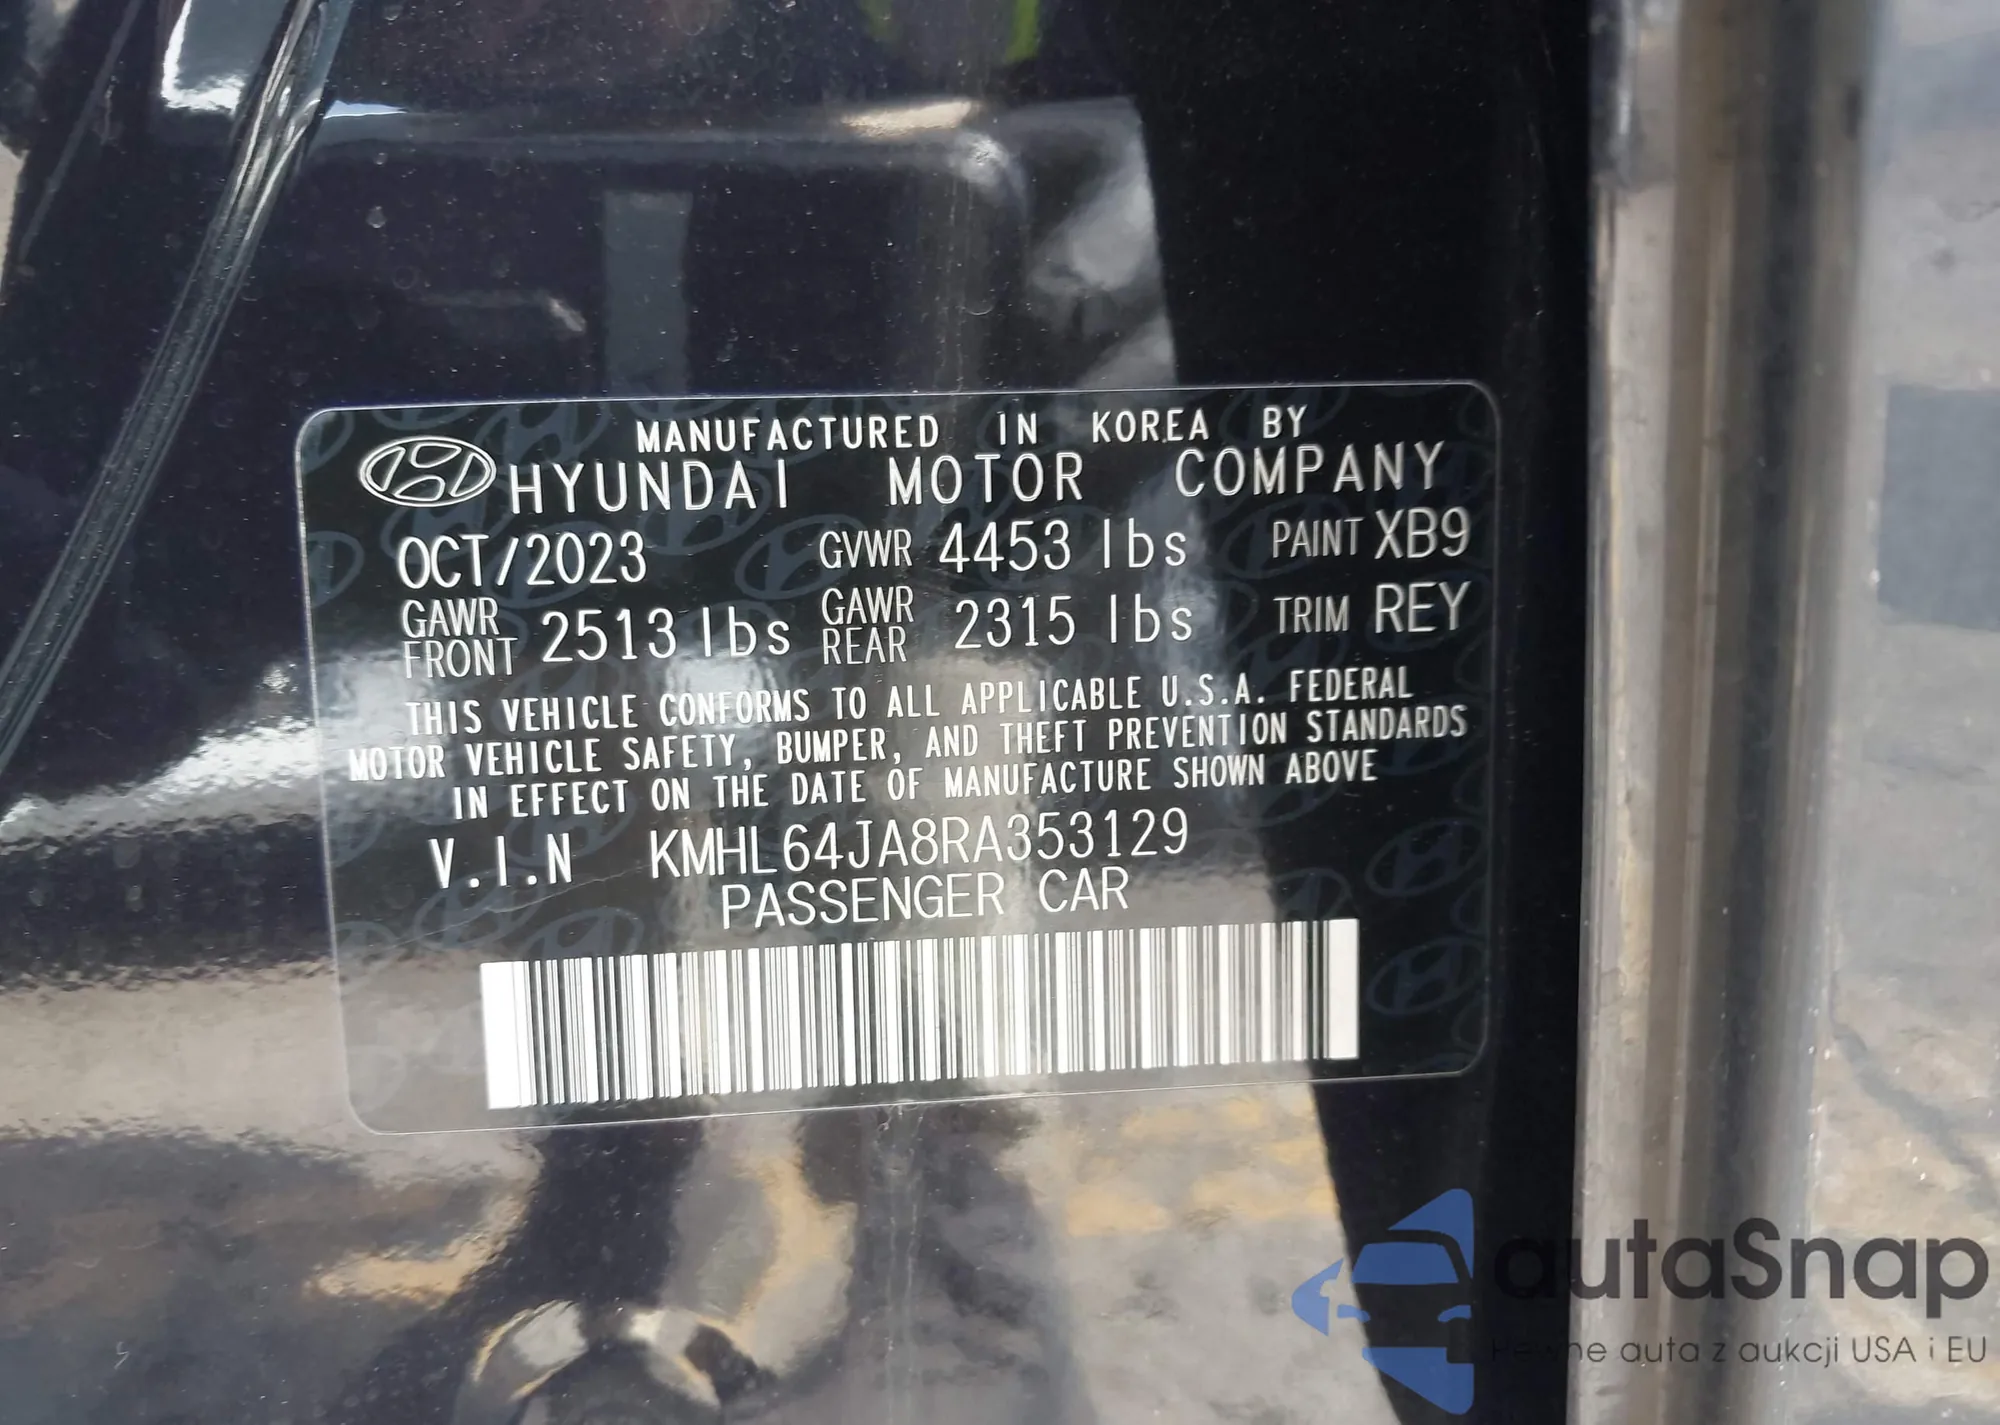 MANUFACTURED IN KOREA BY
HYUNDAI MOTOR COMPANY
OCT/2023 GVWR 4453 lbs PAINT XB9
GAWR FRONT 2513 lbs GAWR REAR 2315 lbs TRIM REY
THIS VEHICLE CONFORMS TO ALL APPLICABLE U.S.A. FEDERAL
MOTOR VEHICLE SAFETY, BUMPER, AND THEFT PREVENTION STANDARDS
IN EFFECT ON THE DATE OF MANUFACTURE SHOWN ABOVE
V.I.N KMHL64JA8RA353129
PASSENGER CAR
autaSnap
Pewne auta z aukcji USA i EU